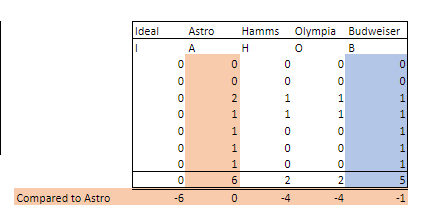 Ideal Astro Hamms Olympia Budweiser
I A H O B
0 0 0 0 0
0 0 0 0 0
0 2 1 1 1
0 1 1 1 1
0 1 0 0 1
0 1 0 0 1
0 1 0 0 1
0 6 2 2 5
Compared to Astro -6 0 -4 -4 -1